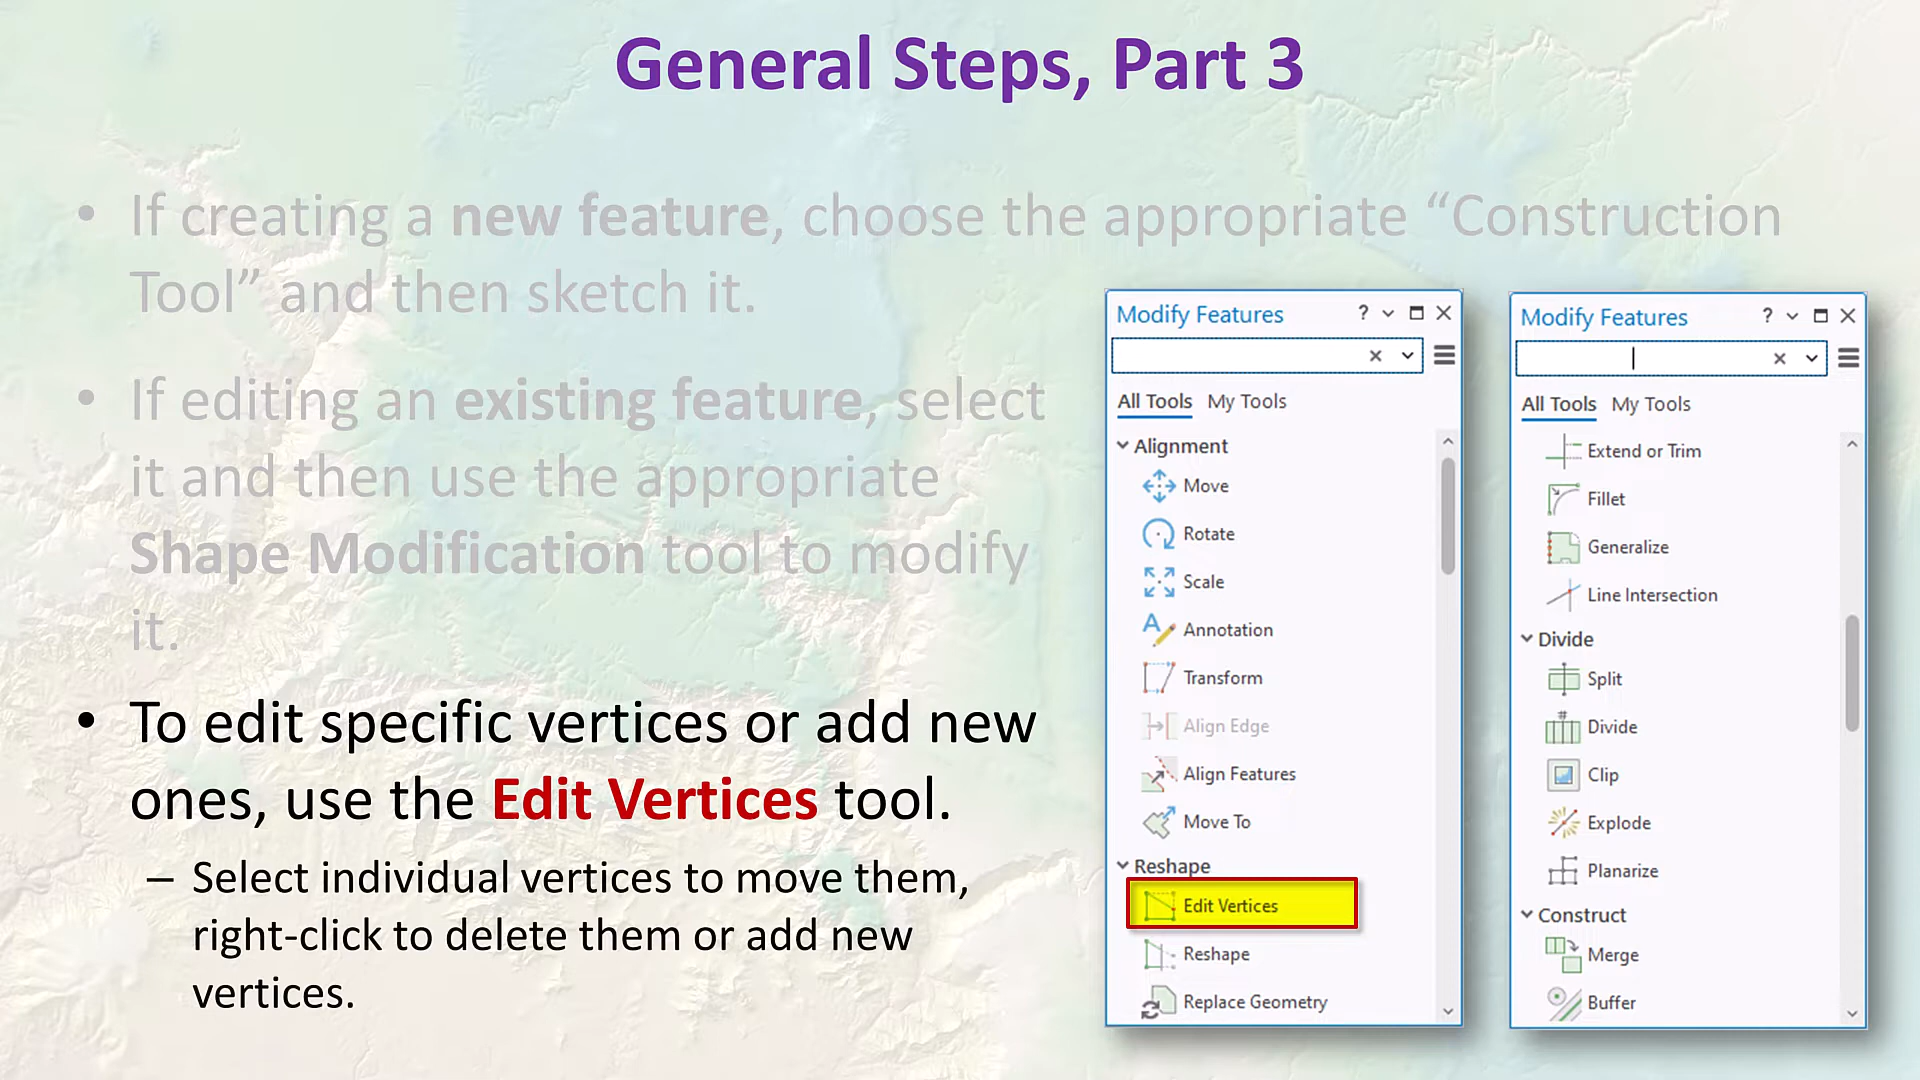 General Steps, Part 3
• If creating a new feature, choose the appropriate “Construction
Tool” and then sketch it.
• If editing an existing feature, select
it and then use the appropriate
Shape Modification tool to modify
it.
• To edit specific vertices or add new
ones, use the Edit Vertices tool.
– Select individual vertices to move them,
right-click to delete them or add new
vertices.
Modify Features
All Tools My Tools
Alignment
Move
Rotate
Scale
Annotation
Transform
Align Edge
Align Features
Move To
Reshape
Edit Vertices
Reshape
Replace Geometry
Modify Features
All Tools My Tools
Extend or Trim
Fillet
Generalize
Line Intersection
Divide
Split
Divide
Clip
Explode
Planarize
Construct
Merge
Buffer